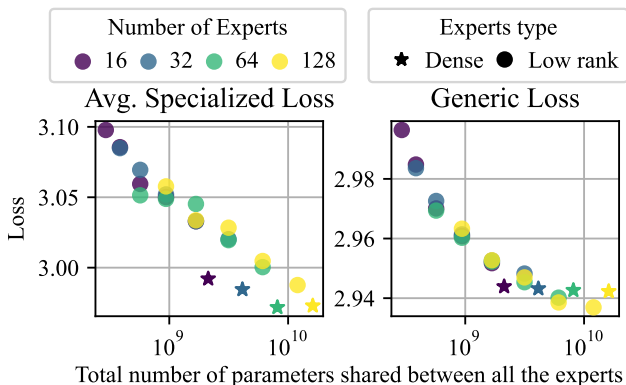 Number of Experts
16 32 64 128
Experts type
Dense Low rank
Avg. Specialized Loss
Generic Loss
Loss
3.10
3.05
3.00
2.98
2.96
2.94
10^9 10^10
10^9 10^10
Total number of parameters shared between all the experts